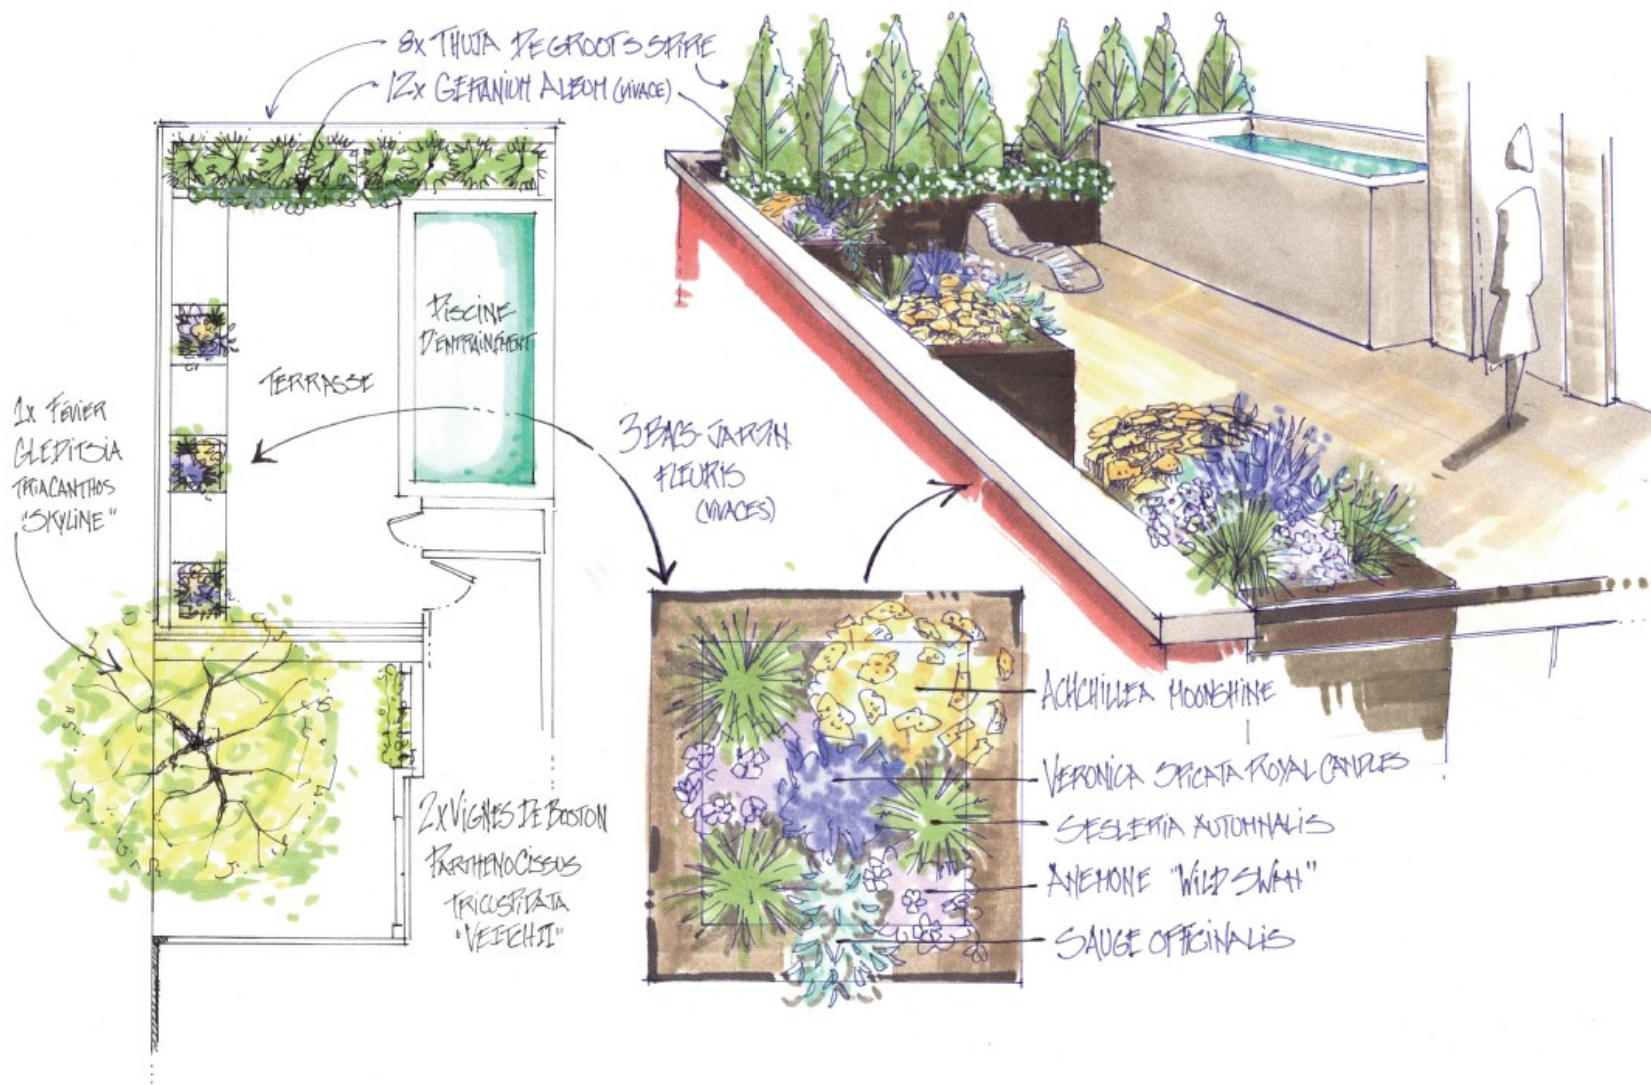 8x THUJA DEGROOTS SPIRE
12x GERANIUM ALBUM (VIVACE)
PISCINE
D'ENTRAINEMENT
TERRASSE
1x FÉVIER
GLEDITSIA
TRIACANTHOS
"SKYLINE"
3 BACS-JARDIN
FLEURIS
(VIVACES)
2x VIGNES DE BOSTON
PARTHENOCISSUS
TRICUSPIDATA
"VEITCHII"
ACHCHILLEA MOONSHINE
VERONICA SPICATA ROYAL CANDLES
SESLERIA AUTOMNALIS
ANEMONE "WILD SWAN"
SAUGE OFFICINALIS